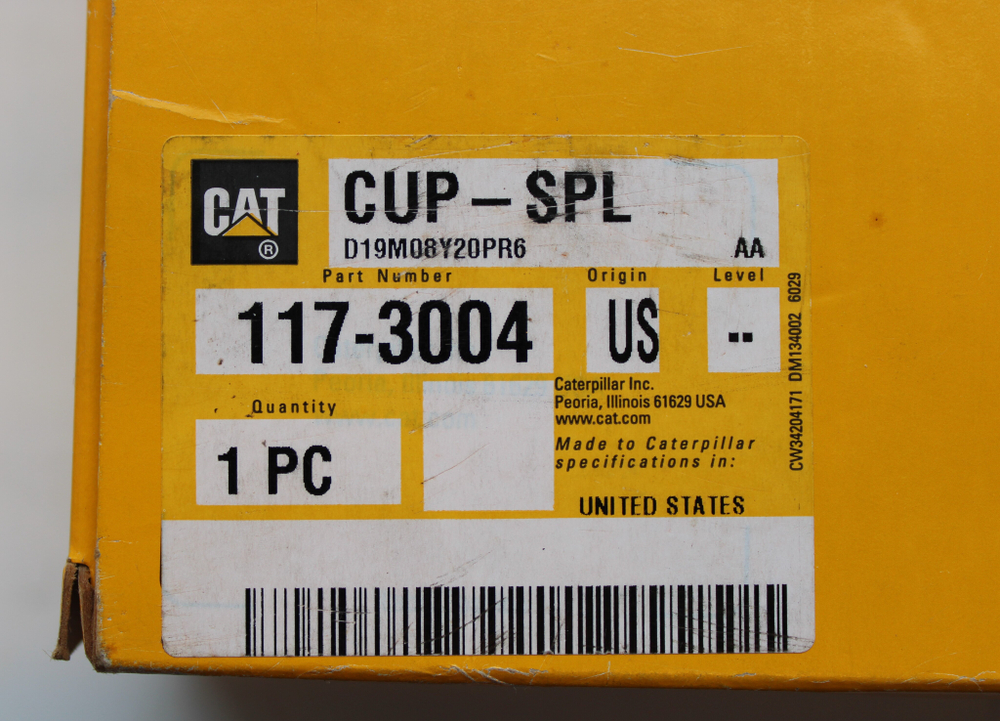 CAT
®
CUP-SPL
D19M08Y20PR6 AA
Part Number Origin Level
117-3004 US --
Caterpillar Inc.
Peoria, Illinois 61629 USA
www.cat.com
Quantity
1 PC
Made to Caterpillar
specifications in:
UNITED STATES
CW34204171 DM134002 6029